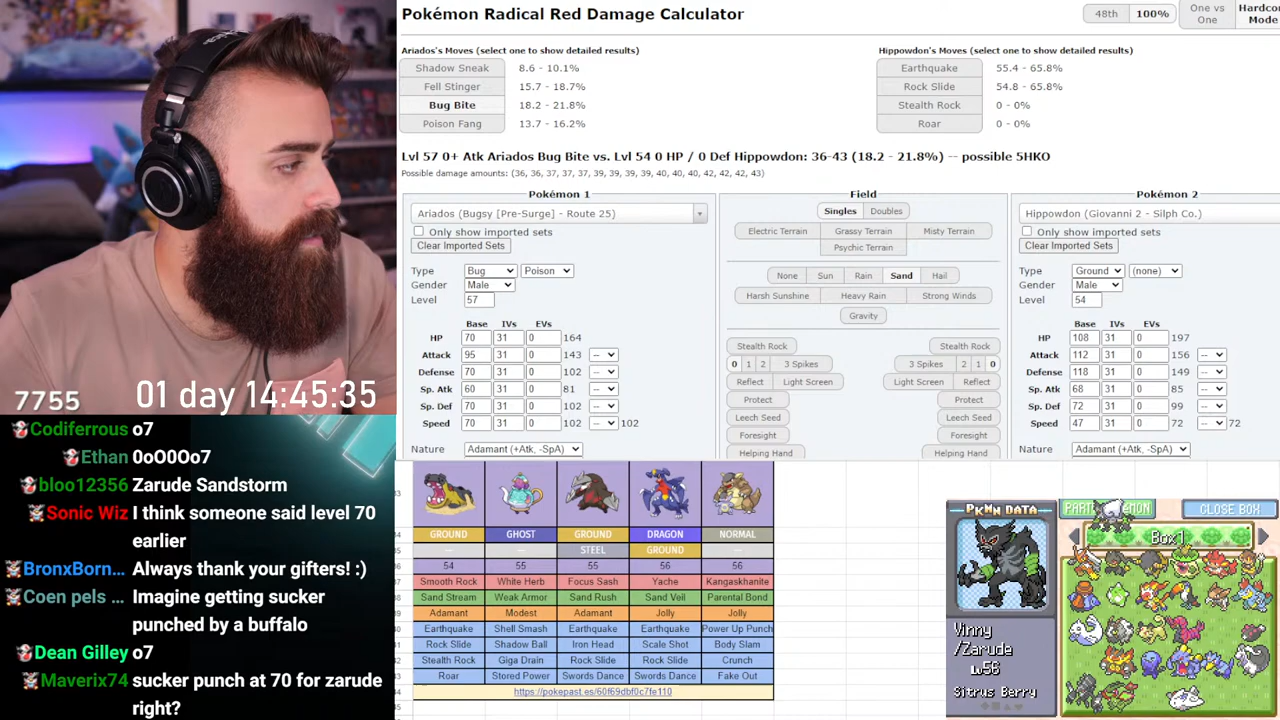 Pokémon Radical Red Damage Calculator
48th 100% One vs One Hardcore Mode
Ariados's Moves (select one to show detailed results)
Shadow Sneak 8.6 - 10.1%
Fell Stinger 15.7 - 18.7%
Bug Bite 18.2 - 21.8%
Poison Fang 13.7 - 16.2%
Hippowdon's Moves (select one to show detailed results)
Earthquake 55.4 - 65.8%
Rock Slide 54.8 - 65.8%
Stealth Rock 0 - 0%
Roar 0 - 0%
Lvl 57 0+ Atk Ariados Bug Bite vs. Lvl 54 0 HP / 0 Def Hippowdon: 36-43 (18.2 - 21.8%) -- possible 5HKO
Possible damage amounts: (36, 36, 37, 37, 37, 39, 39, 39, 39, 40, 40, 40, 42, 42, 42, 43)
Pokémon 1
Ariados (Bugsy [Pre-Surge] - Route 25)
Only show imported sets
Clear Imported Sets
Type Bug Poison
Gender Male
Level 57
Base IVs EVs
HP 70 31 0 164
Attack 95 31 0 143 --
Defense 70 31 0 102 --
Sp. Atk 60 31 0 81 --
Sp. Def 70 31 0 102 --
Speed 70 31 0 102 -- 102
Nature Adamant (+Atk, -SpA)
Field
Singles Doubles
Electric Terrain Grassy Terrain Misty Terrain
Psychic Terrain
None Sun Rain Sand Hail
Harsh Sunshine Heavy Rain Strong Winds
Gravity
Stealth Rock Stealth Rock
0 1 2 3 Spikes 3 Spikes 2 1 0
Reflect Light Screen Light Screen Reflect
Protect Protect
Leech Seed Leech Seed
Foresight Foresight
Helping Hand Helping Hand
Pokémon 2
Hippowdon (Giovanni 2 - Silph Co.)
Only show imported sets
Clear Imported Sets
Type Ground (none)
Gender Male
Level 54
Base IVs EVs
HP 108 31 0 197
Attack 112 31 0 156 --
Defense 118 31 0 149 --
Sp. Atk 68 31 0 85 --
Sp. Def 72 31 0 99 --
Speed 47 31 0 72 -- 72
Nature Adamant (+Atk, -SpA)
7755 01 day 14:45:35
Codiferrous o7
Ethan 0oO0Oo7
bloo12356 Zarude Sandstorm
Sonic Wiz I think someone said level 70
earlier
BronxBorn… Always thank your gifters! :)
Coen pels … Imagine getting sucker
punched by a buffalo
Dean Gilley o7
Maverix74 sucker punch at 70 for zarude
right?
GROUND GHOST GROUND DRAGON NORMAL
— — STEEL GROUND —
54 55 55 56 56
Smooth Rock White Herb Focus Sash Yache Kangaskhanite
Sand Stream Weak Armor Sand Rush Sand Veil Parental Bond
Adamant Modest Adamant Jolly Jolly
Earthquake Shell Smash Earthquake Earthquake Power Up Punch
Rock Slide Shadow Ball Iron Head Scale Shot Body Slam
Stealth Rock Giga Drain Rock Slide Rock Slide Crunch
Roar Stored Power Swords Dance Swords Dance Fake Out
https://pokepast.es/60f69dbf0c7fe110
PKMN DATA
CLOSE BOX
Box1
Vinny
/Zarude
Lv56
Sitrus Berry